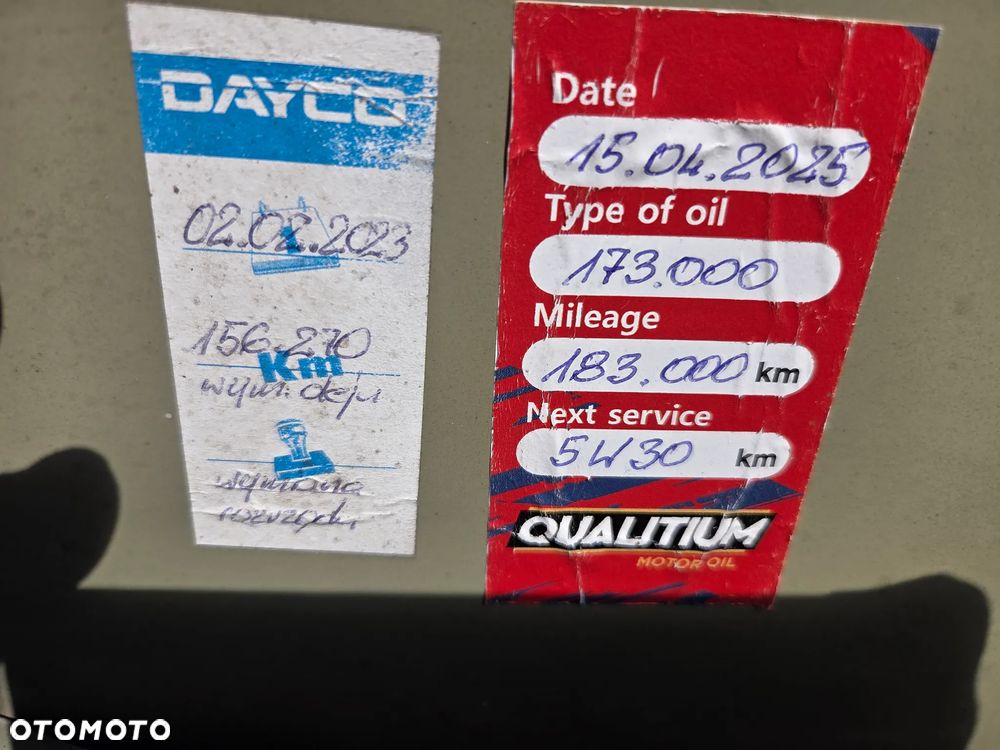 DAYCO
02.02.2023
156.270
Km
wym. oleju
wymiana
rozrządu
Date
15.04.2025
Type of oil
173.000
Mileage
183.000 km
Next service
5W30 km
QUALITIUM
MOTOR OIL
OTOMOTO